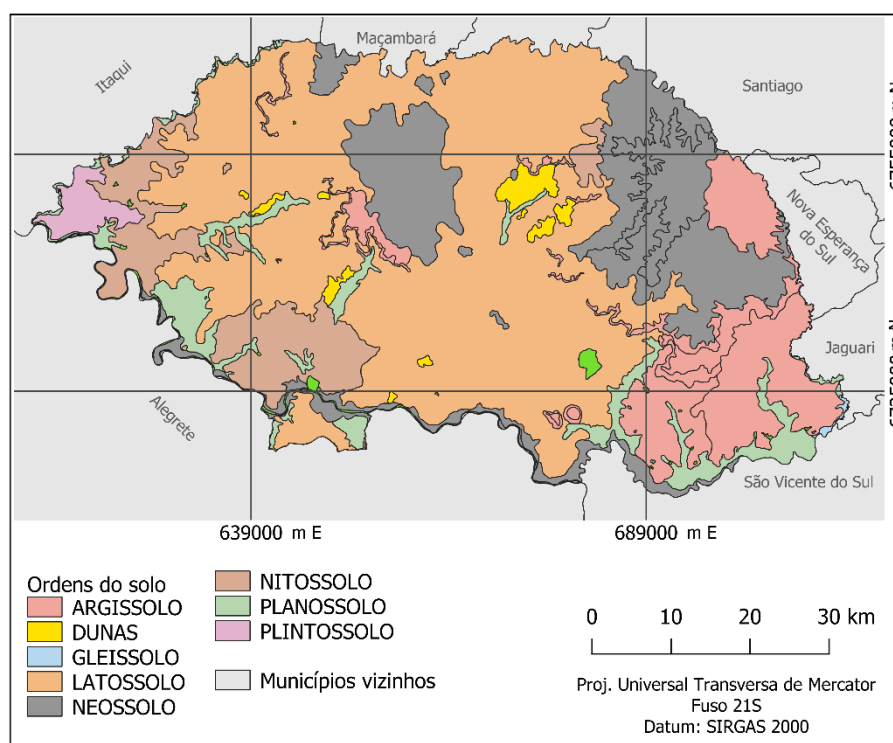 Maçambará
Itaqui
Santiago
Nova Esperança
do Sul
Jaguari
Alegrete
São Vicente do Sul
639000 m E
689000 m E
Ordens do solo
ARGISSOLO
DUNAS
GLEISSOLO
LATOSSOLO
NEOSSOLO
NITOSSOLO
PLANOSSOLO
PLINTOSSOLO
Municípios vizinhos
0 10 20 30 km
Proj. Universal Transversa de Mercator
Fuso 21S
Datum: SIRGAS 2000